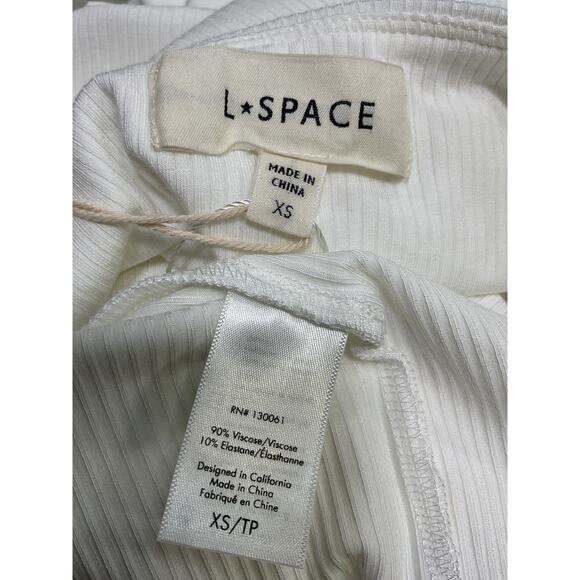 L★SPACE
MADE IN
CHINA
XS
RN# 130061
90% Viscose/Viscose
10% Elastane/Élasthanne
Designed in California
Made in China
Fabriqué en Chine
XS/TP